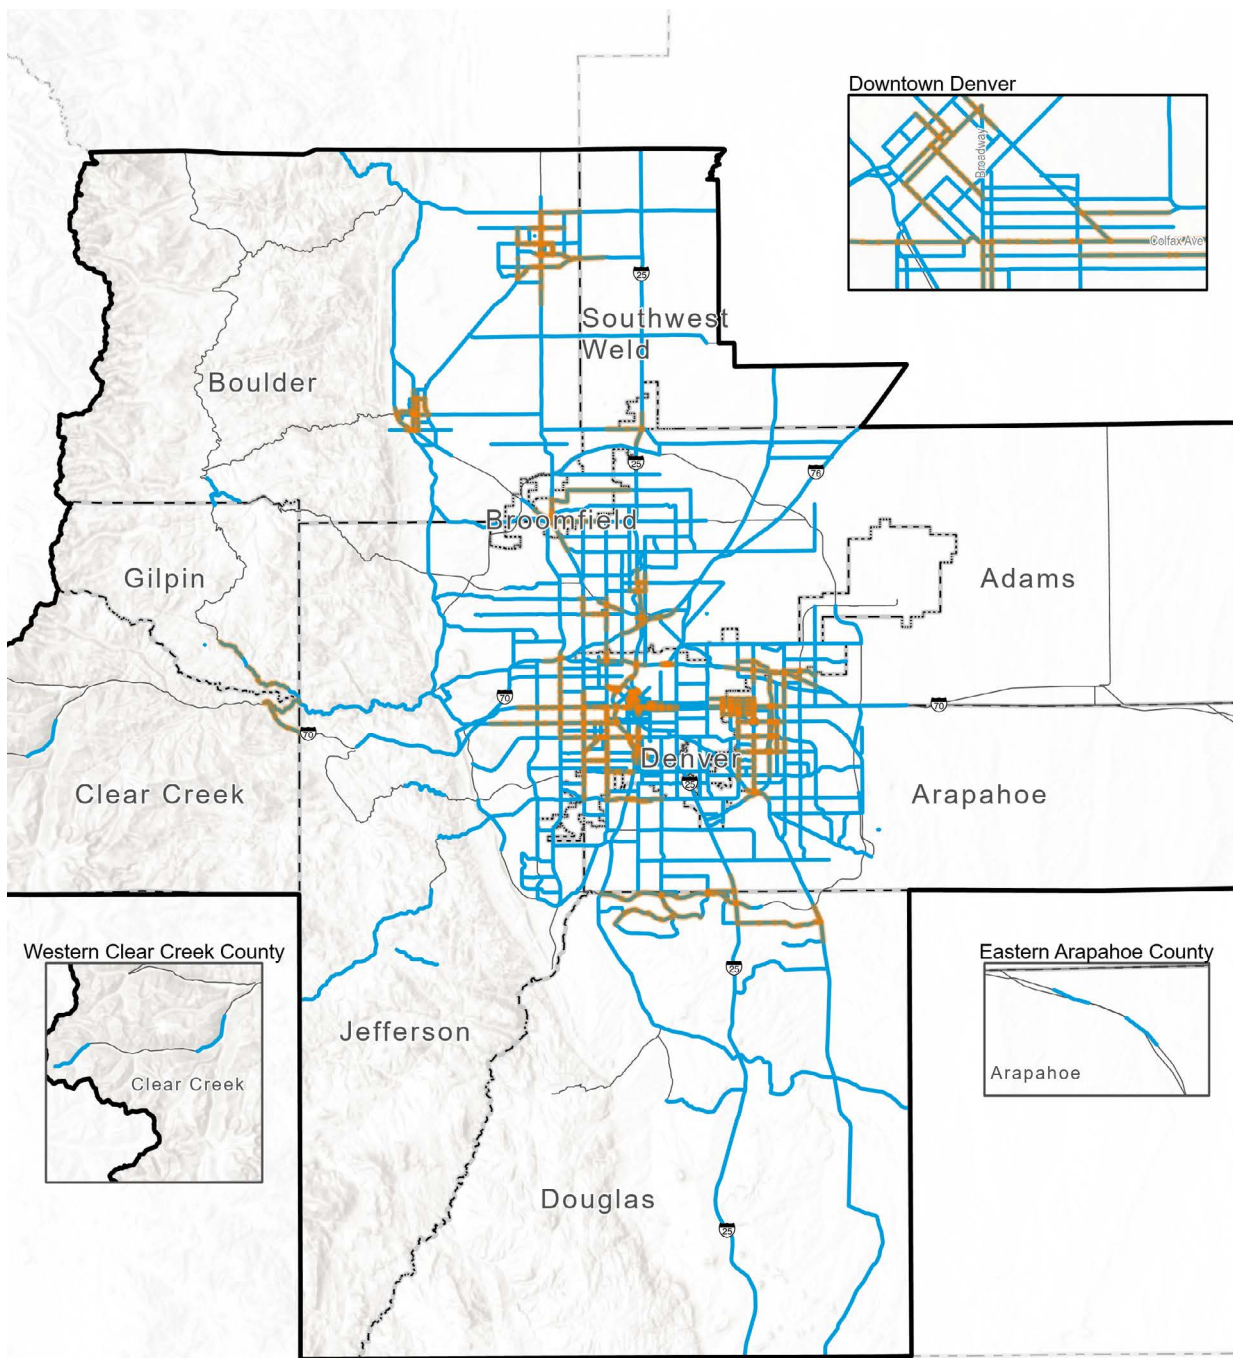 Downtown Denver
Broadway
Colfax Ave
25
Southwest
Weld
Boulder
25
76
Broomfield
Gilpin
Adams
70
70
70
Denver
25
Clear Creek
Arapahoe
Western Clear Creek County
Clear Creek
Eastern Arapahoe County
Arapahoe
25
Jefferson
Douglas
25